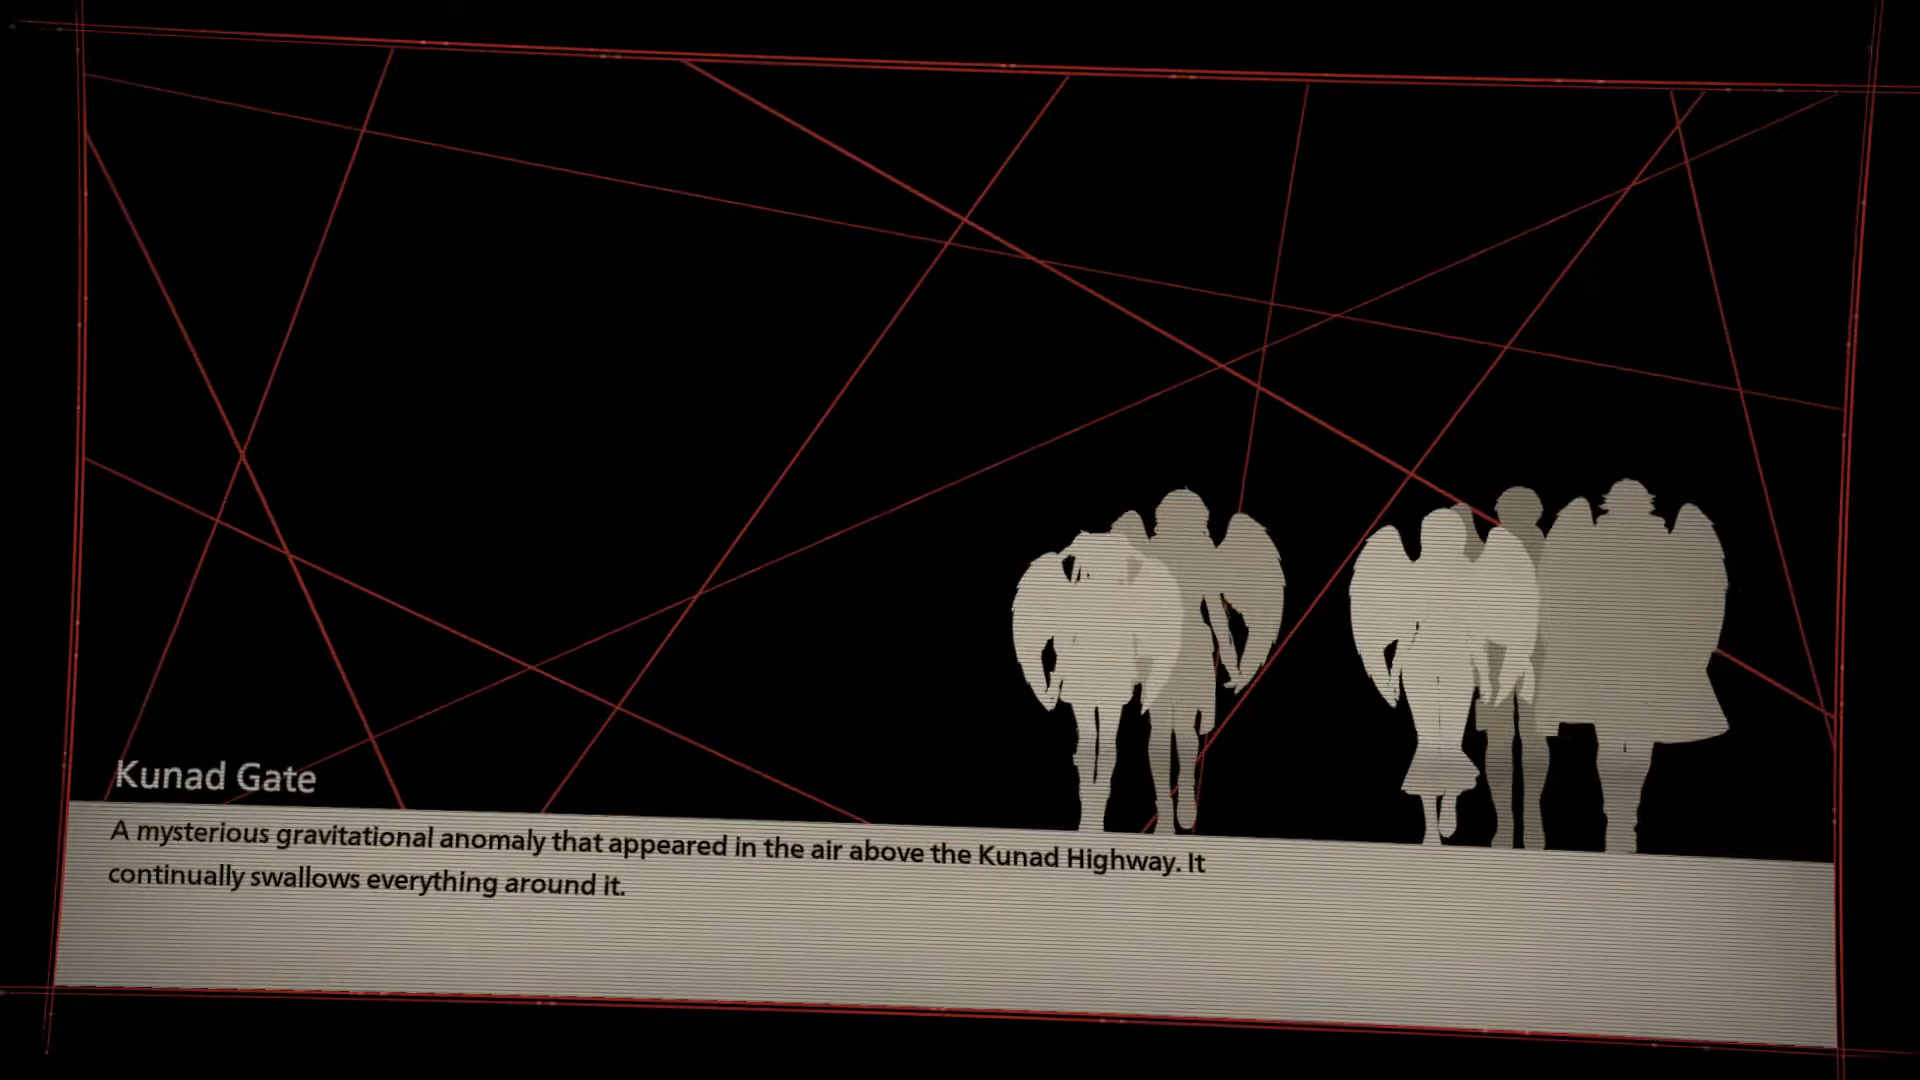 Kunad Gate
A mysterious gravitational anomaly that appeared in the air above the Kunad Highway. It
continually swallows everything around it.